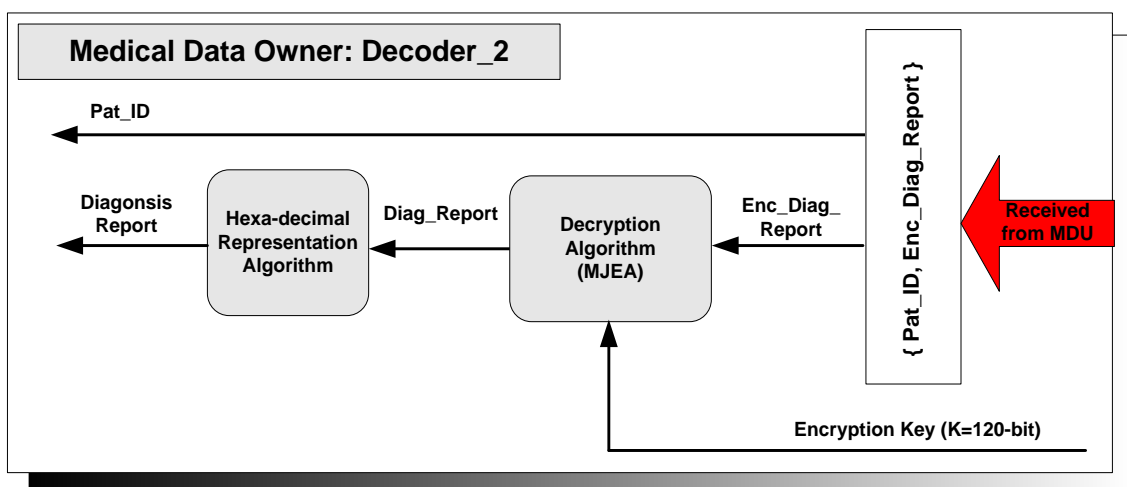 Medical Data Owner: Decoder_2
Pat_ID
{ Pat_ID, Enc_Diag_Report }
Diagonsis
Report
Hexa-decimal
Representation
Algorithm
Diag_Report
Decryption
Algorithm
(MJEA)
Enc_Diag_
Report
Received
from MDU
Encryption Key (K=120-bit)